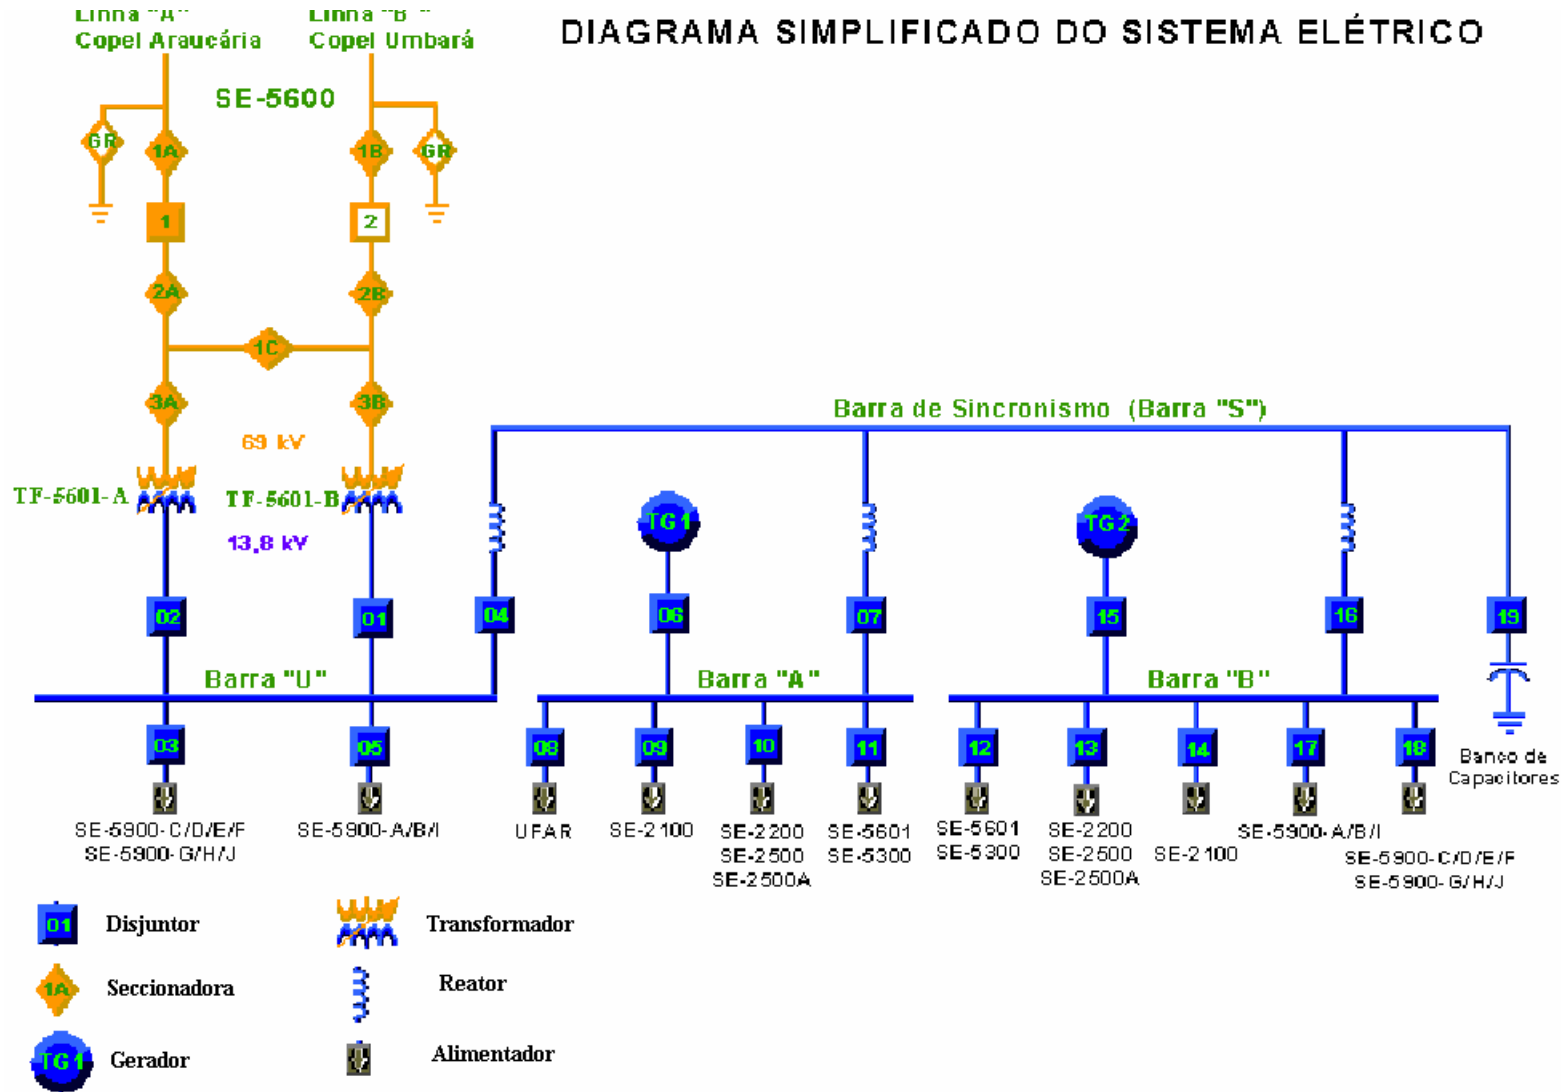 Linha "A"
Copel Araucária
Linha "B"
Copel Umbará
DIAGRAMA SIMPLIFICADO DO SISTEMA ELÉTRICO
SE-5600
GR
1A
1B
GR
1
2
2A
2B
1C
3A
3B
69 kV
Barra de Sincronismo (Barra "S")
TF-5601-A
TF-5601-B
13,8 kV
TG1
TG2
02
01
04
06
07
15
16
19
Barra "U"
Barra "A"
Barra "B"
03
05
08
09
10
11
12
13
14
17
18
Banco de
Capacitores
SE-5900-C/D/E/F
SE-5900-G/H/J
SE-5900-A/B/I
UFAR
SE-2100
SE-2200
SE-2500
SE-2500A
SE-5601
SE-5300
SE-5601
SE-5300
SE-2200
SE-2500
SE-2500A
SE-2100
SE-5900-A/B/I
SE-5900-C/D/E/F
SE-5900-G/H/J
01
Disjuntor
Transformador
1A
Seccionadora
Reator
TG1
Gerador
Alimentador